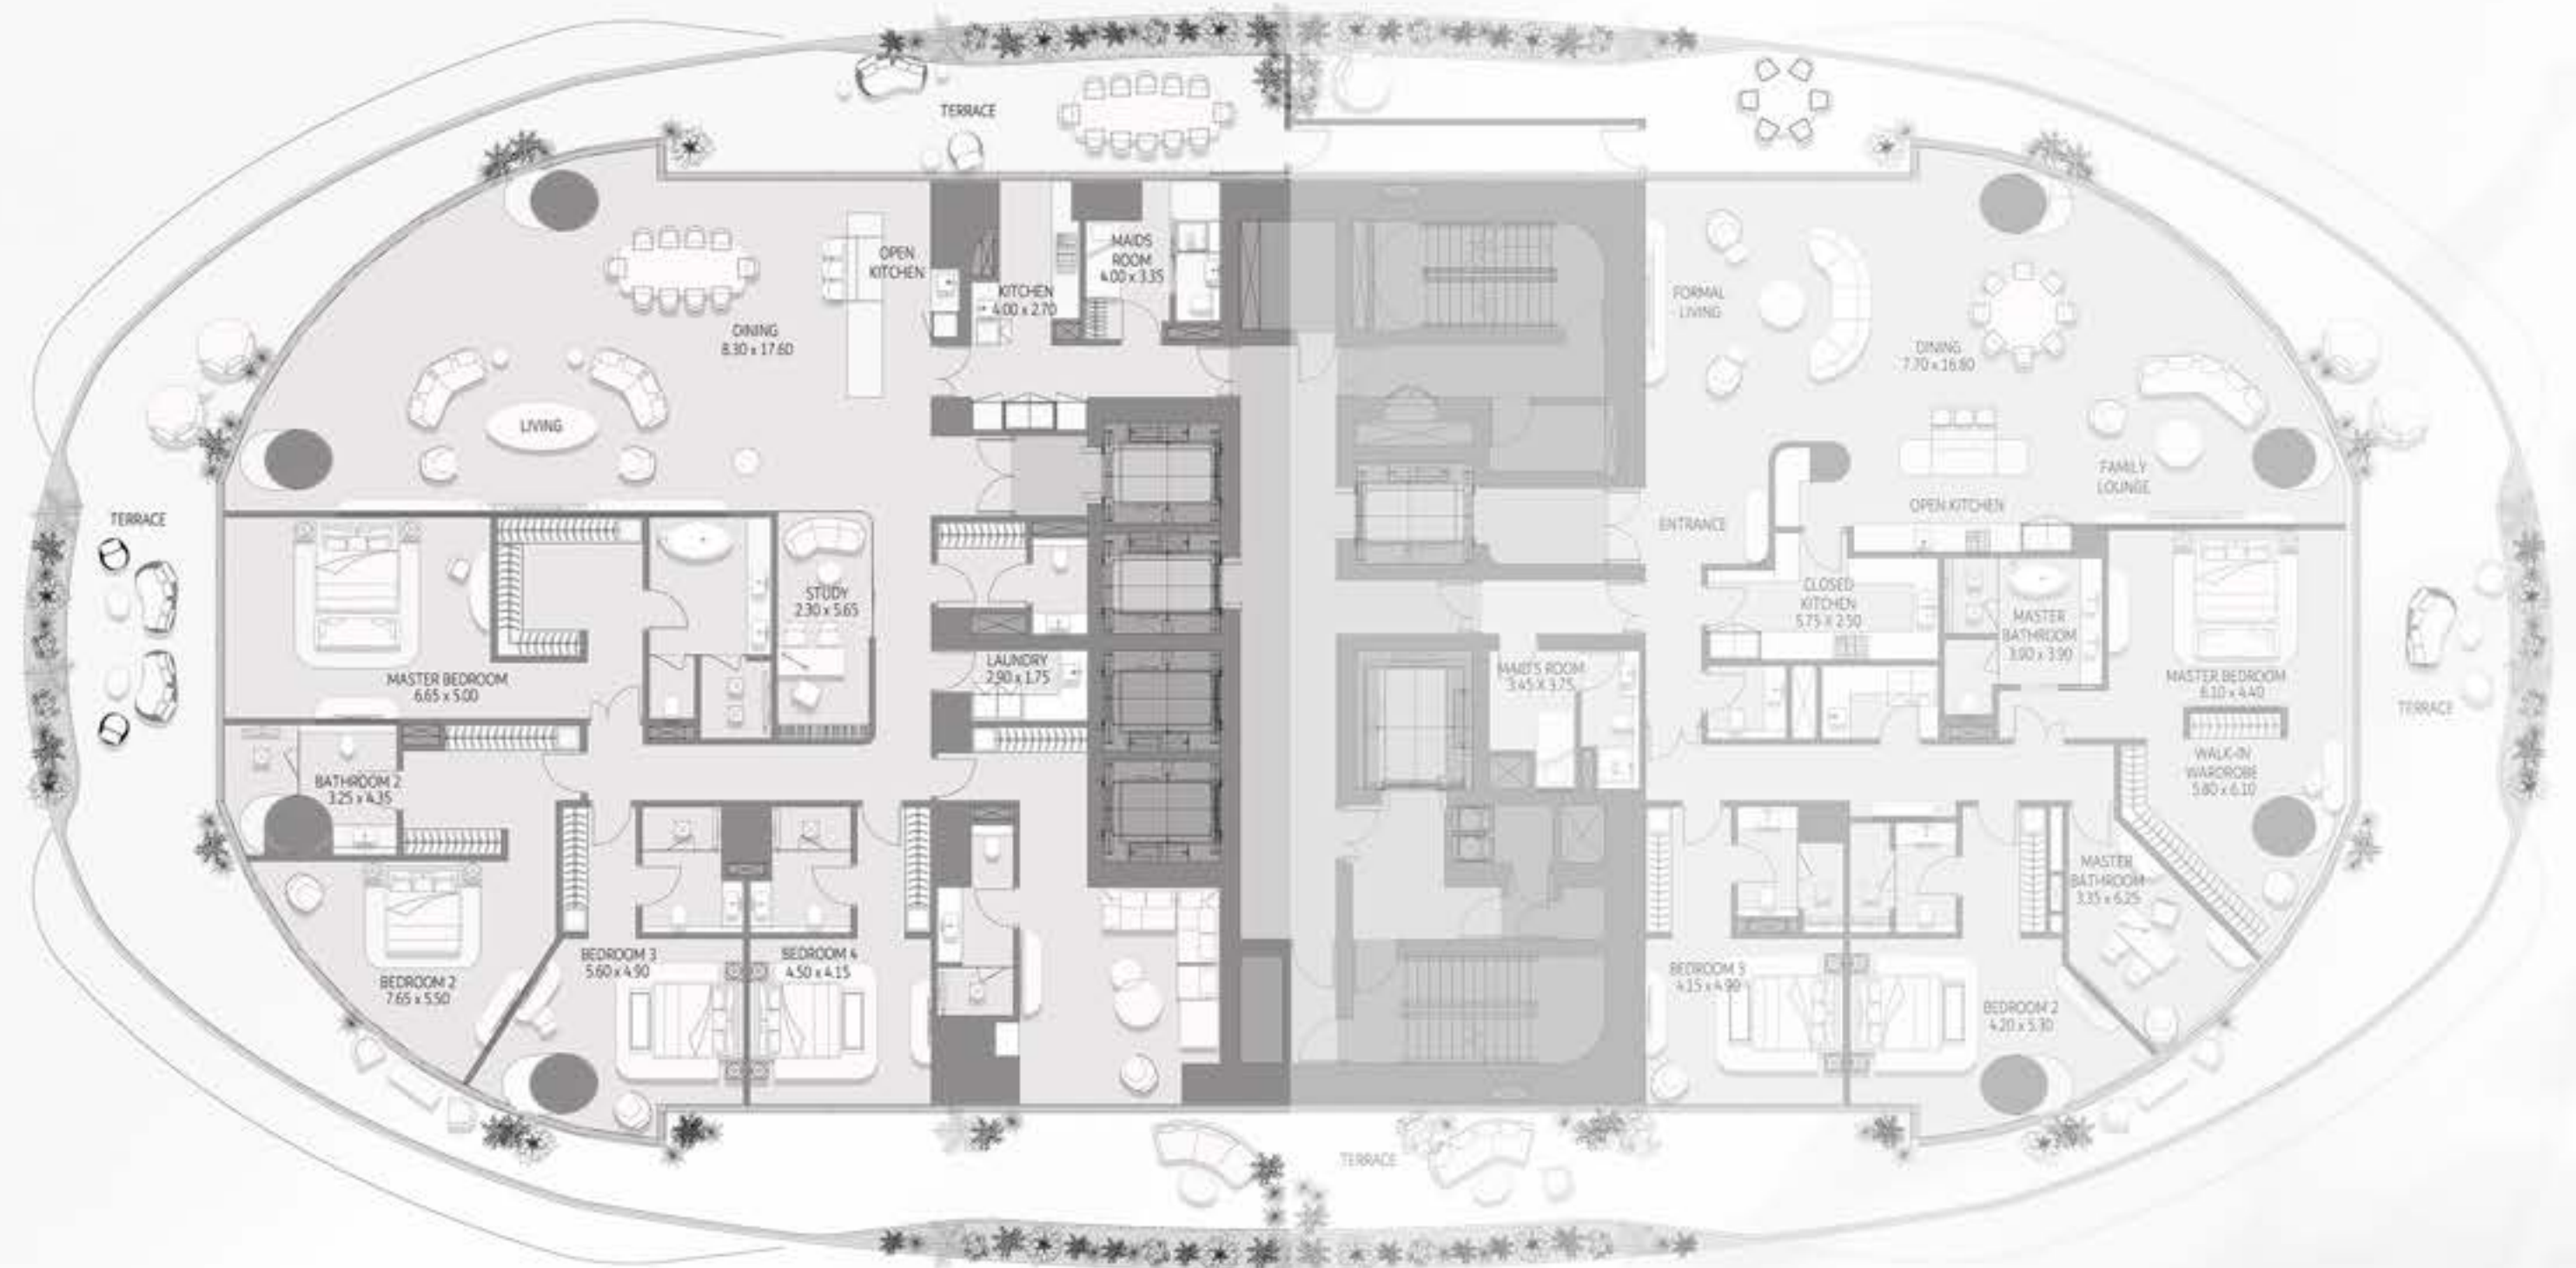 TERRACE
OPEN
KITCHEN
KITCHEN
4.00 x 2.70
MAIDS
ROOM
4.00 x 3.35
DINING
8.30 x 17.60
LIVING
TERRACE
MASTER BEDROOM
6.65 x 5.00
STUDY
2.30 x 5.65
LAUNDRY
2.90 x 1.75
BATHROOM 2
3.25 x 4.35
BEDROOM 2
7.65 x 5.50
BEDROOM 3
5.60 x 4.90
BEDROOM 4
4.50 x 4.15
FORMAL
LIVING
DINING
7.70 x 16.80
FAMILY
LOUNGE
OPEN KITCHEN
ENTRANCE
CLOSED
KITCHEN
5.75 X 2.50
MASTER
BATHROOM
3.90 x 3.90
MAID'S ROOM
3.45 X 3.75
MASTER BEDROOM
6.10 x 4.40
TERRACE
WALK-IN
WARDROBE
5.80 x 6.10
MASTER
BATHROOM
3.35 x 6.25
BEDROOM 3
4.15 x 4.90
BEDROOM 2
4.20 x 5.30
TERRACE